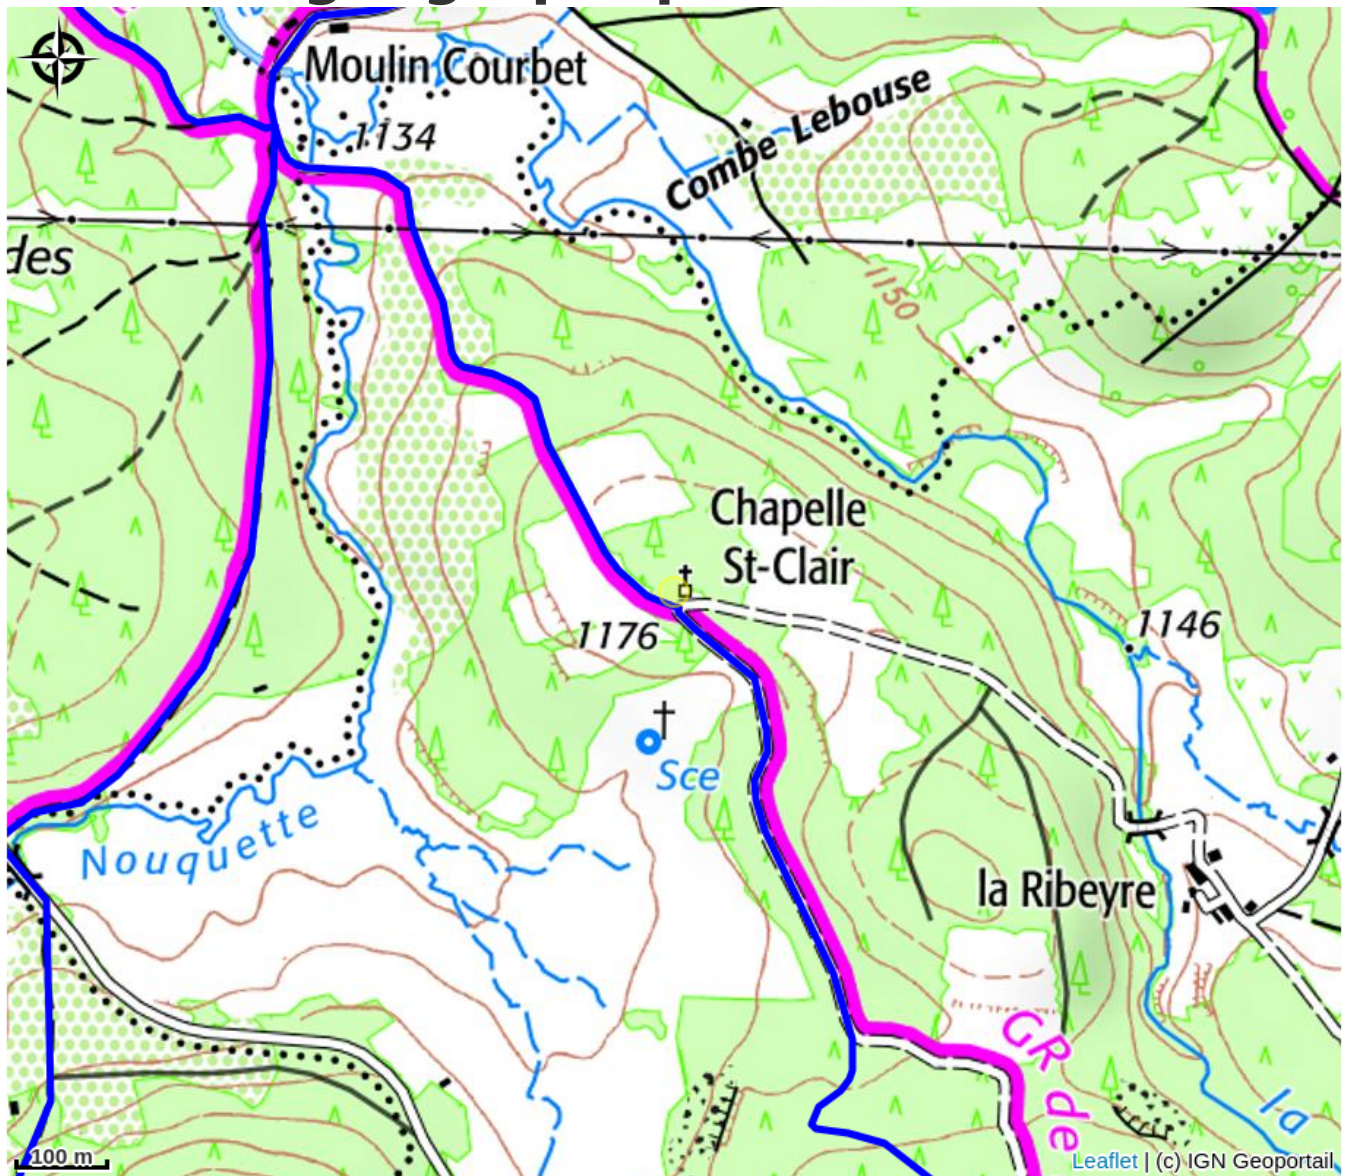 Moulin Courbet
1134
Combe Lebouse
des
1150
Chapelle
St-Clair
1176
1146
Sce
Nouquette
la Ribeyre
GR de
la
100 m
Leaflet | (c) IGN Geoportail